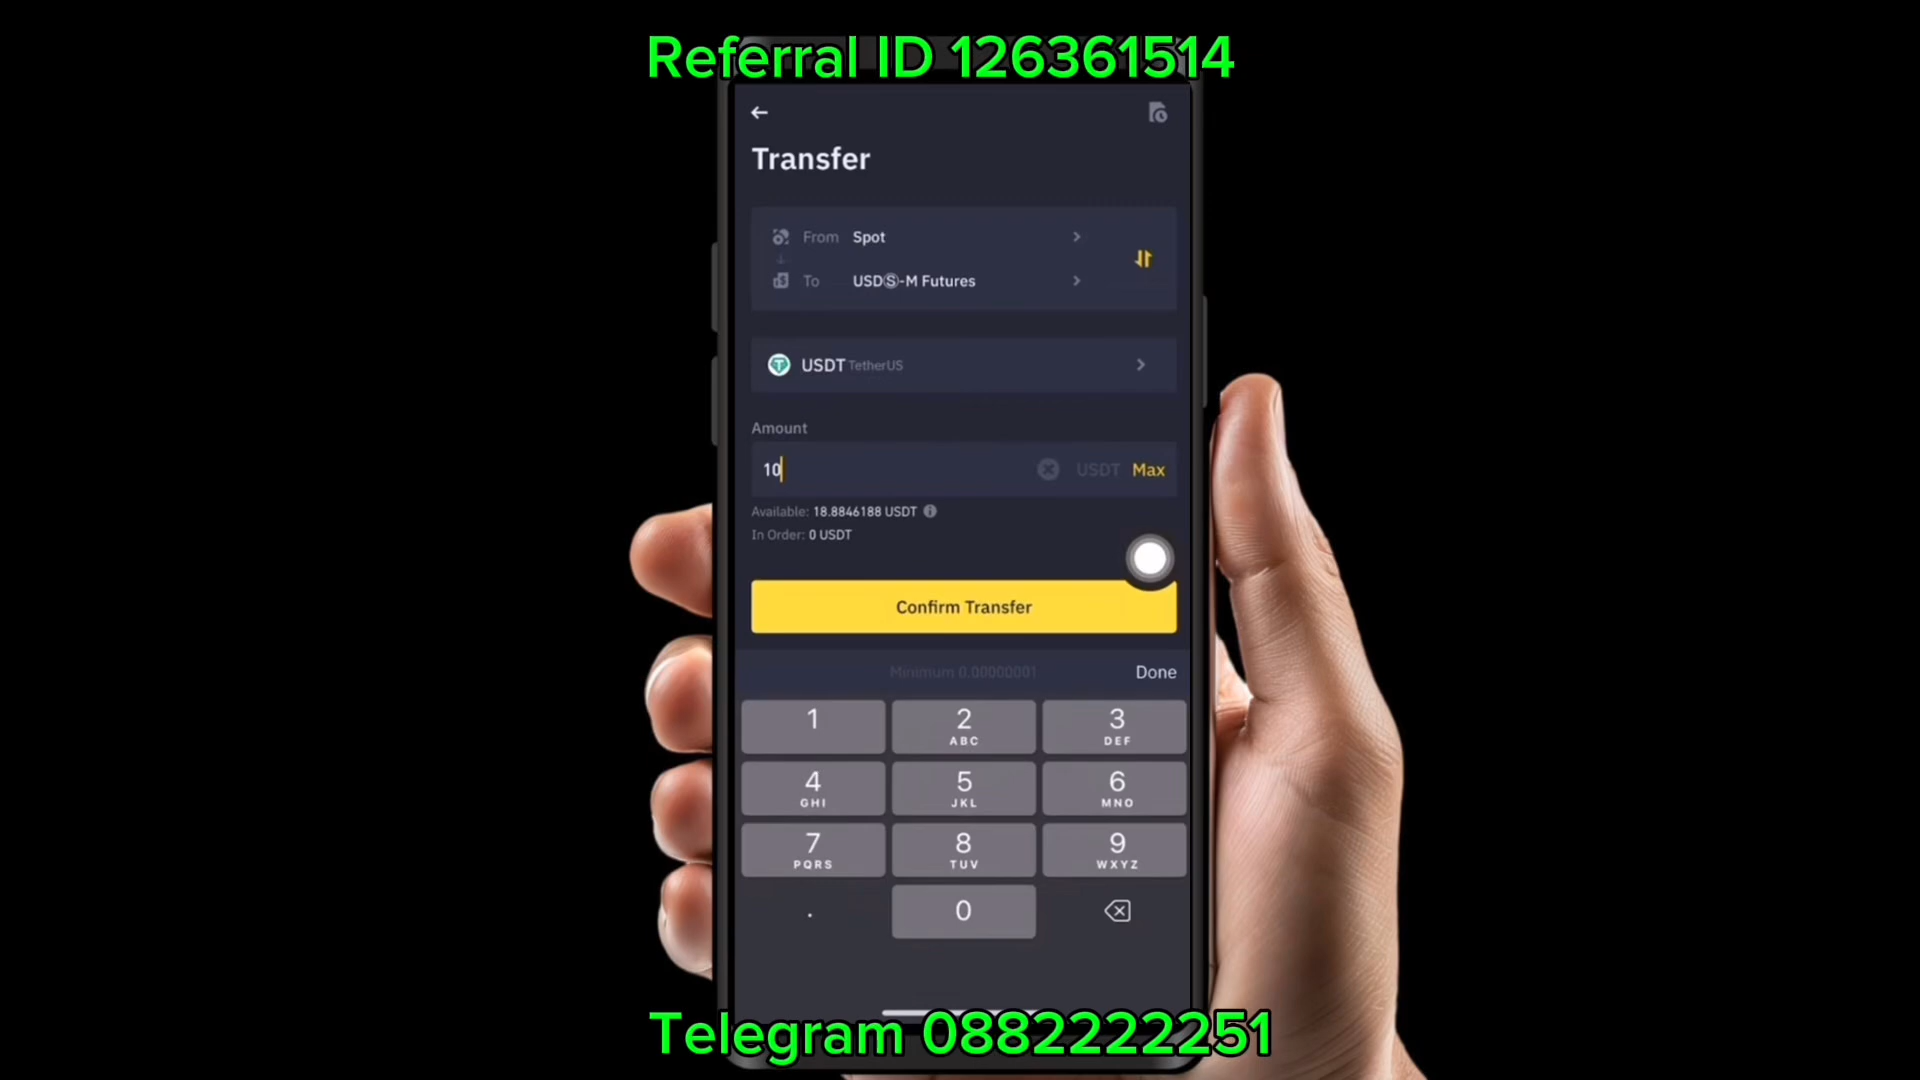 Referral ID 126361514
Transfer
From Spot
To USDⓈ-M Futures
USDT TetherUS
Amount
10 USDT Max
Available: 18.8846188 USDT
In Order: 0 USDT
Confirm Transfer
Minimum 0.00000001 Done
1 2 3
ABC DEF
4 5 6
GHI JKL MNO
7 8 9
PQRS TUV WXYZ
. 0
Telegram 0882222251